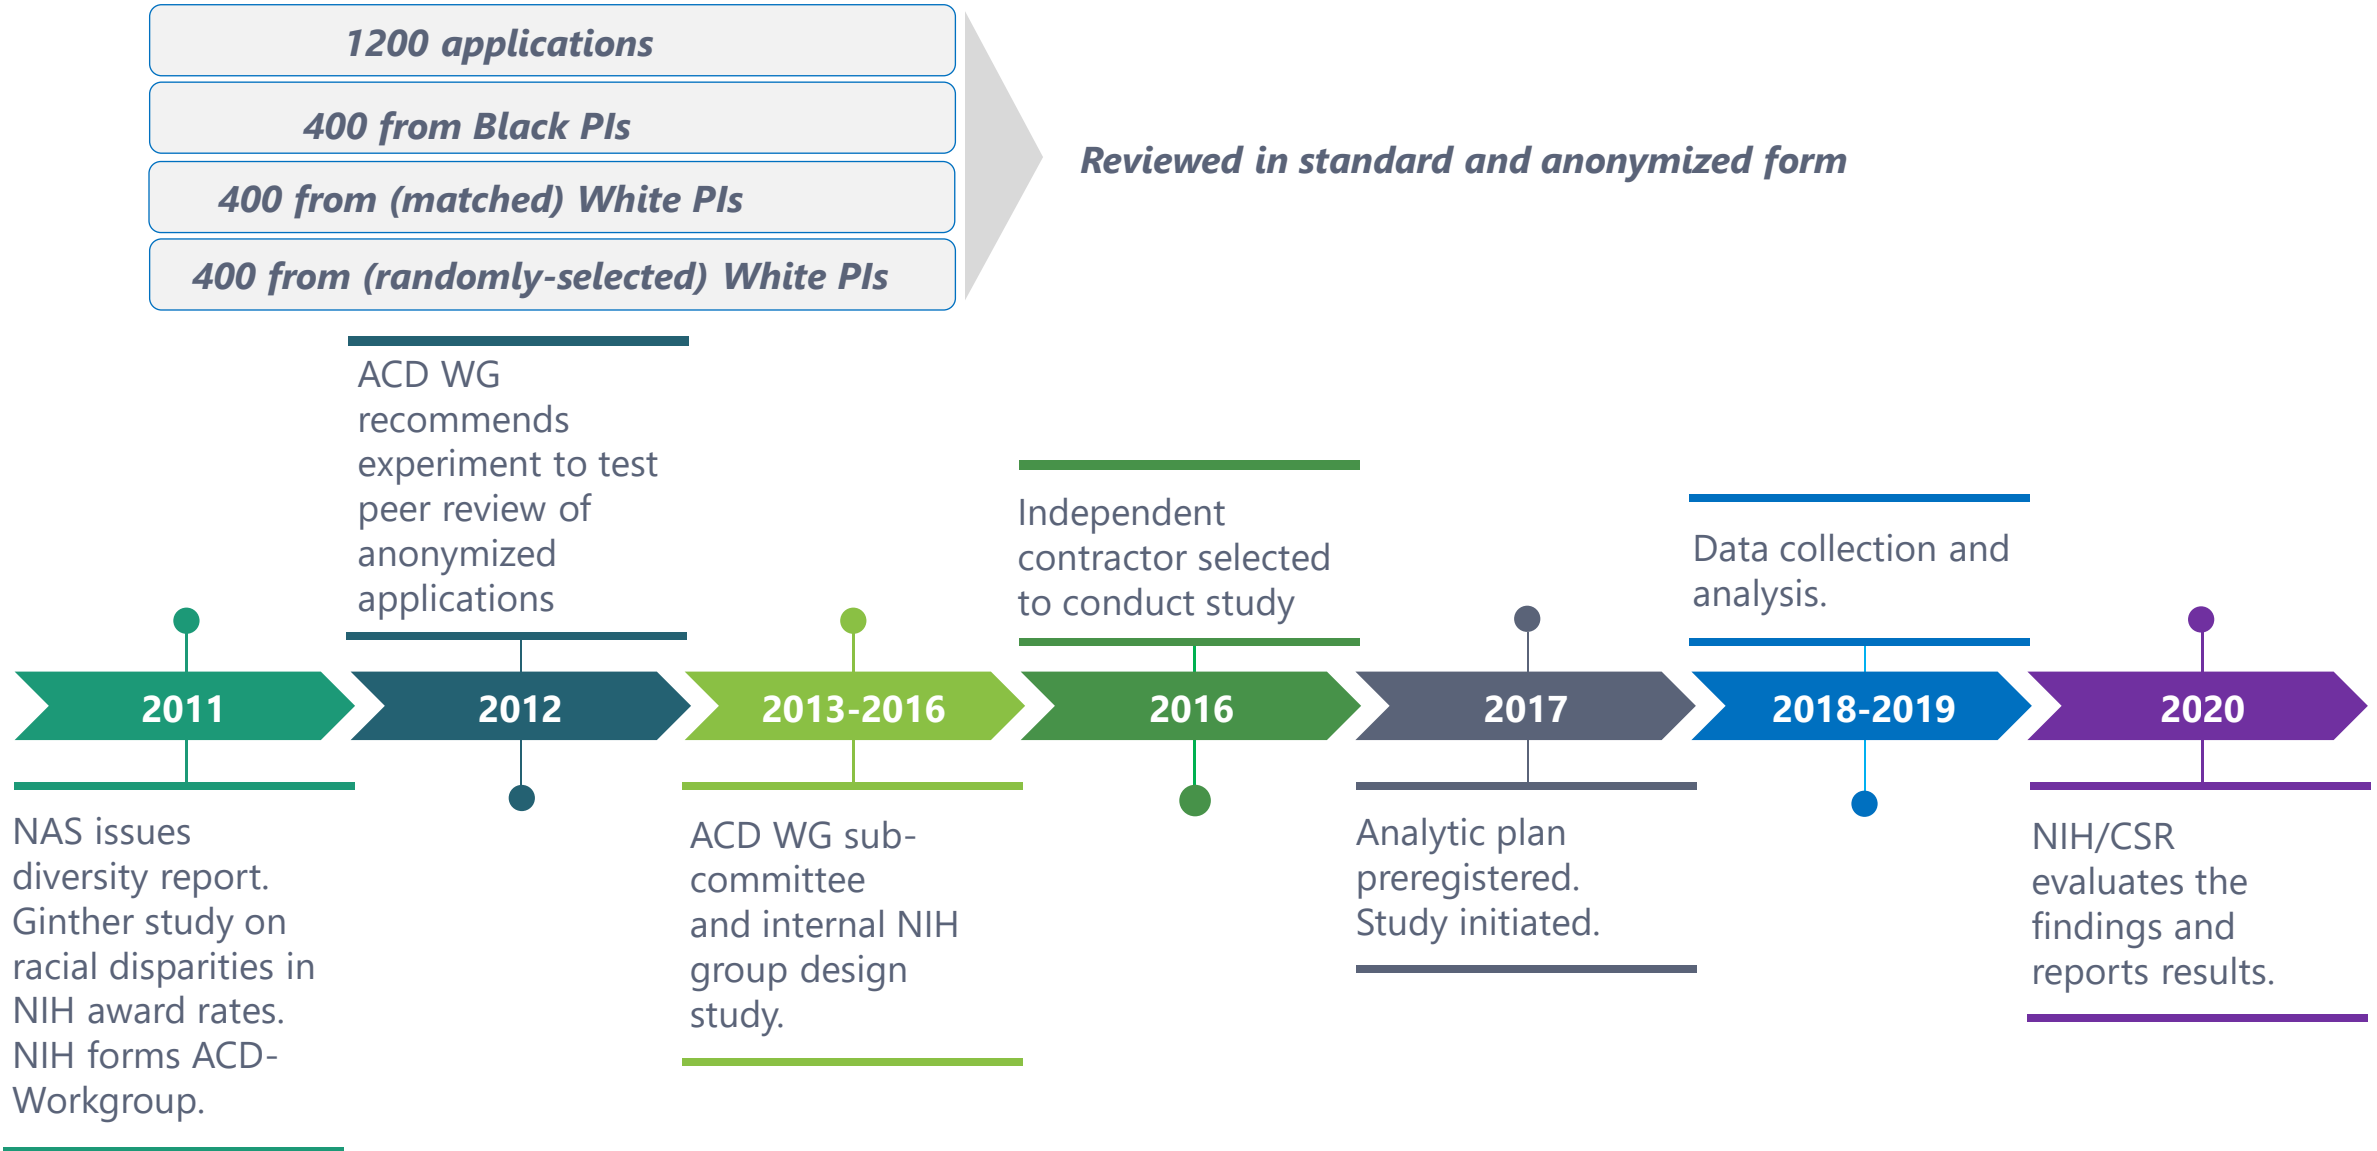 1200 applications
400 from Black PIs
400 from (matched) White PIs
400 from (randomly-selected) White PIs
Reviewed in standard and anonymized form
ACD WG
recommends
experiment to test
peer review of
anonymized
applications
Independent
contractor selected
to conduct study
Data collection and
analysis.
2011
2012
2013-2016
2016
2017
2018-2019
2020
NAS issues
diversity report.
Ginther study on
racial disparities in
NIH award rates.
NIH forms ACD-
Workgroup.
ACD WG sub-
committee
and internal NIH
group design
study.
Analytic plan
preregistered.
Study initiated.
NIH/CSR
evaluates the
findings and
reports results.